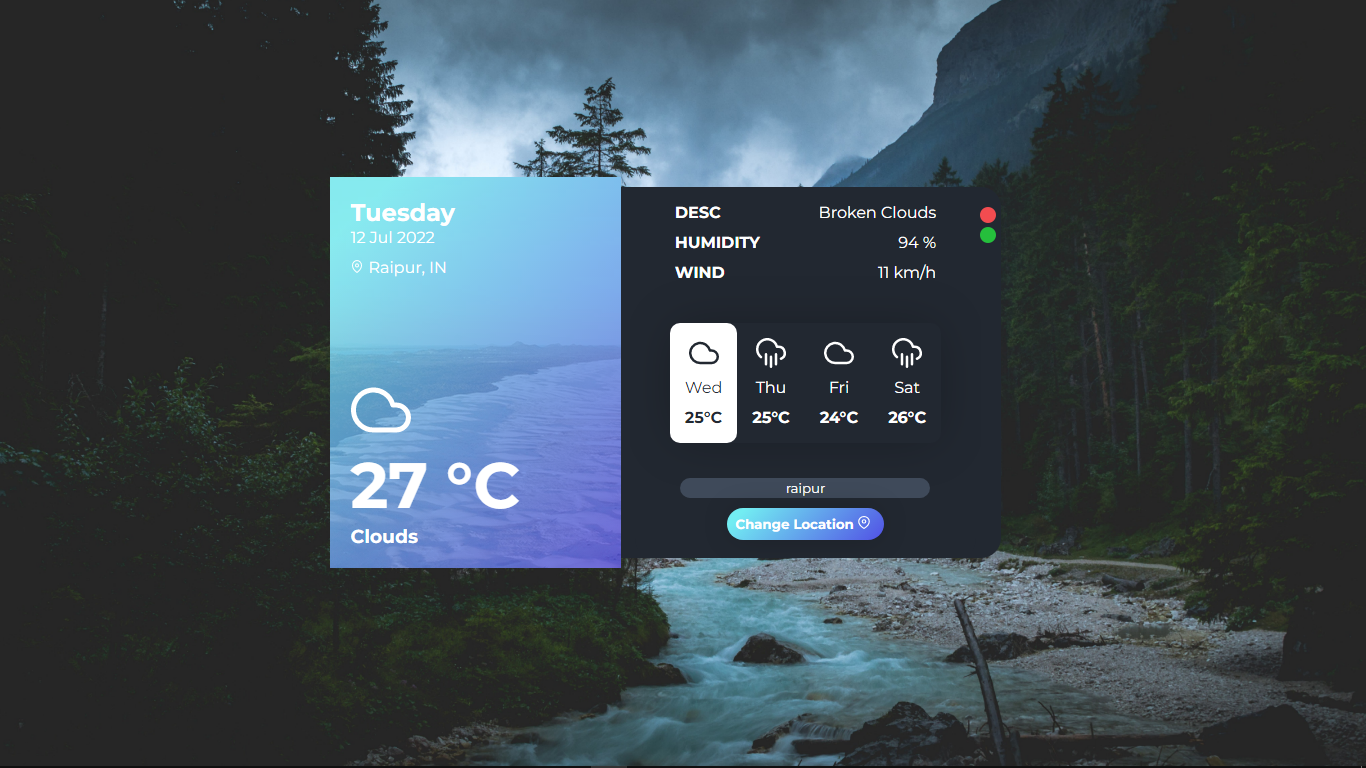 Tuesday
12 Jul 2022
Raipur, IN
27 °C
Clouds
DESC Broken Clouds
HUMIDITY 94 %
WIND 11 km/h
Wed Thu Fri Sat
25°C 25°C 24°C 26°C
raipur
Change Location